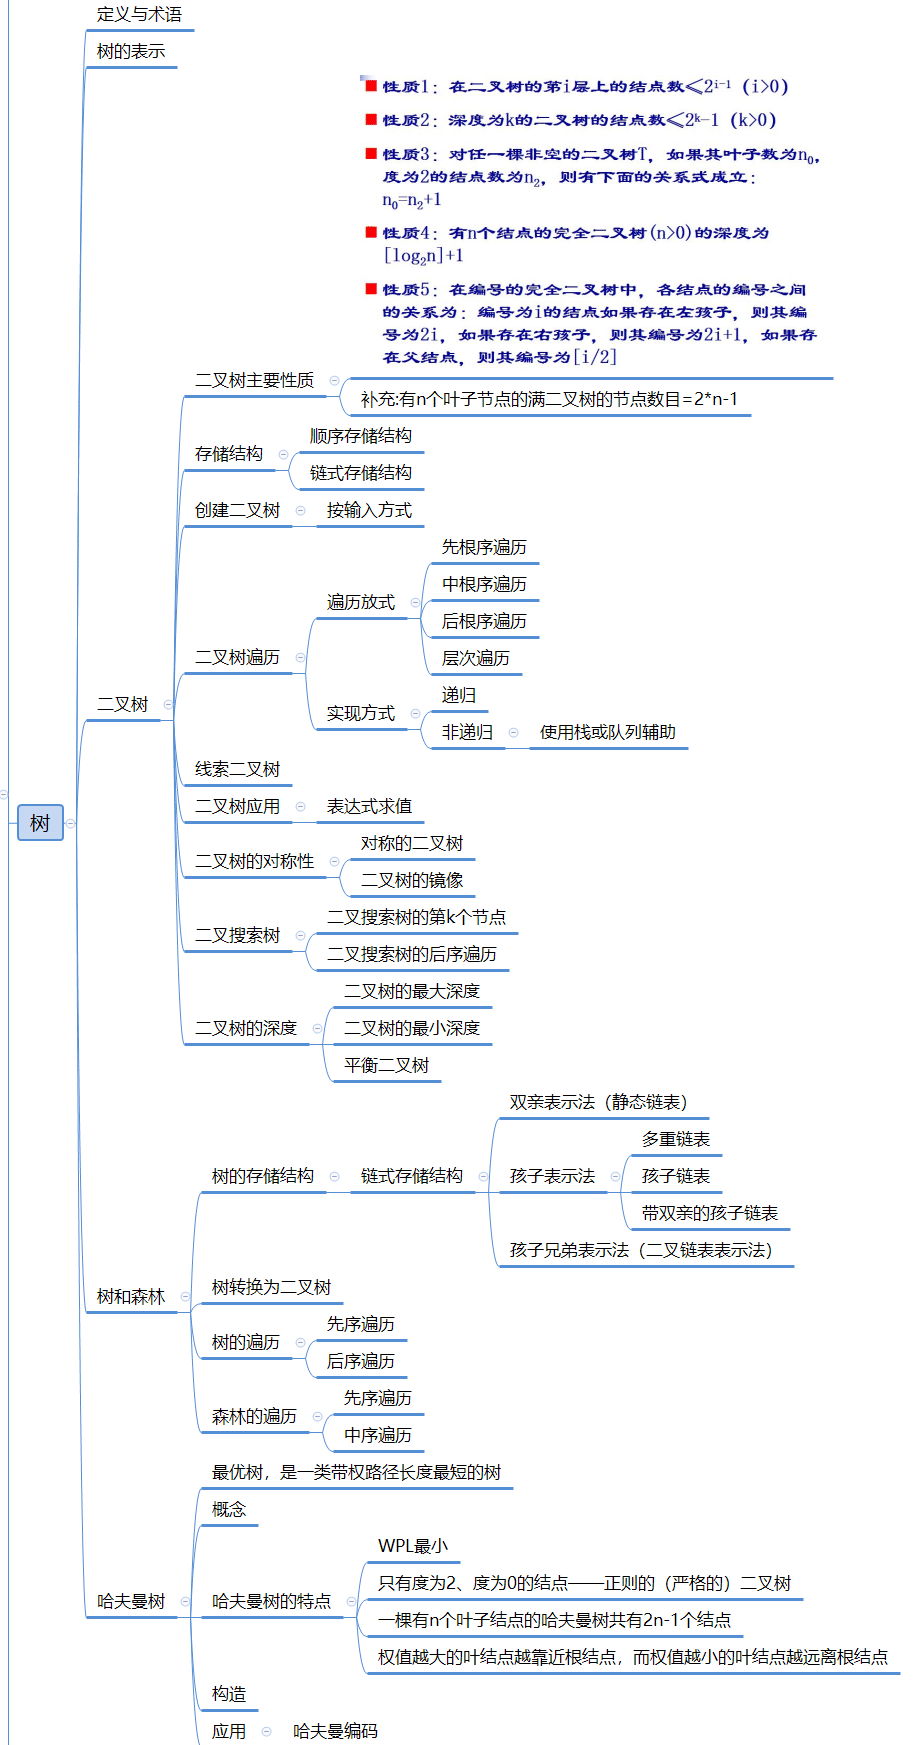 定义与术语
树的表示
性质1：在二叉树的第i层上的结点数≤2^{i-1}（i>0）
性质2：深度为k的二叉树的结点数≤2^{k}-1（k>0）
性质3：对任一棵非空的二叉树T，如果其叶子数为n₀，
度为2的结点数为n₂，则有下面的关系式成立：
n₀=n₂+1
性质4：有n个结点的完全二叉树(n>0)的深度为
[log₂n]+1
性质5：在编号的完全二叉树中，各结点的编号之间
的关系为：编号为i的结点如果存在左孩子，则其编
号为2i，如果存在右孩子，则其编号为2i+1，如果存
在父结点，则其编号为[i/2]
二叉树主要性质
补充:有n个叶子节点的满二叉树的节点数目=2*n-1
顺序存储结构
存储结构
链式存储结构
创建二叉树
按输入方式
先根序遍历
中根序遍历
遍历放式
后根序遍历
二叉树遍历
层次遍历
递归
二叉树
实现方式
非递归
使用栈或队列辅助
线索二叉树
二叉树应用
表达式求值
树
对称的二叉树
二叉树的对称性
二叉树的镜像
二叉搜索树的第k个节点
二叉搜索树
二叉搜索树的后序遍历
二叉树的最大深度
二叉树的深度
二叉树的最小深度
平衡二叉树
双亲表示法（静态链表）
多重链表
树的存储结构
链式存储结构
孩子表示法
孩子链表
带双亲的孩子链表
孩子兄弟表示法（二叉链表表示法）
树和森林
树转换为二叉树
先序遍历
树的遍历
后序遍历
先序遍历
森林的遍历
中序遍历
最优树，是一类带权路径长度最短的树
概念
WPL最小
只有度为2、度为0的结点——正则的（严格的）二叉树
哈夫曼树
哈夫曼树的特点
一棵有n个叶子结点的哈夫曼树共有2n-1个结点
权值越大的叶结点越靠近根结点，而权值越小的叶结点越远离根结点
构造
应用
哈夫曼编码